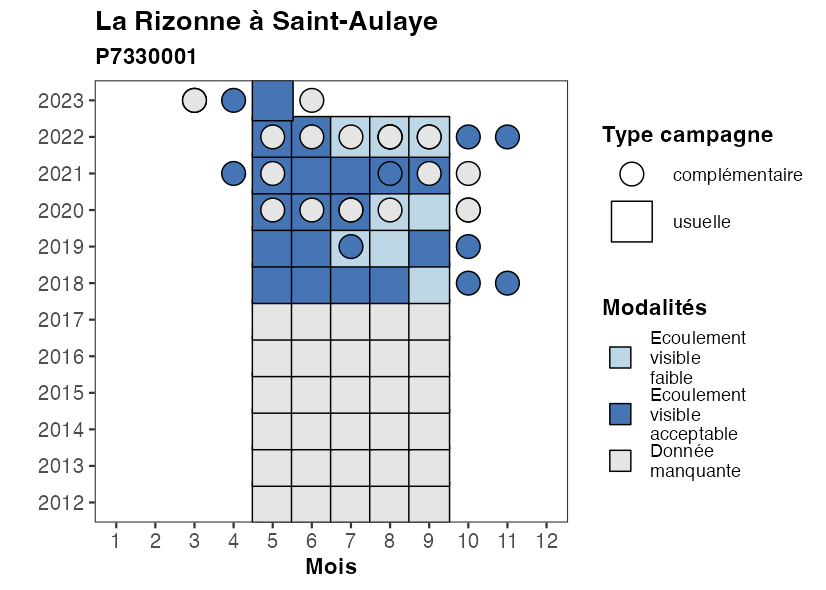 La Rizonne à Saint-Aulaye
P7330001
2023
2022
2021
2020
2019
2018
2017
2016
2015
2014
2013
2012
1 2 3 4 5 6 7 8 9 10 11 12
Mois
Type campagne
complémentaire
usuelle
Modalités
Ecoulement
visible
faible
Ecoulement
visible
acceptable
Donnée
manquante